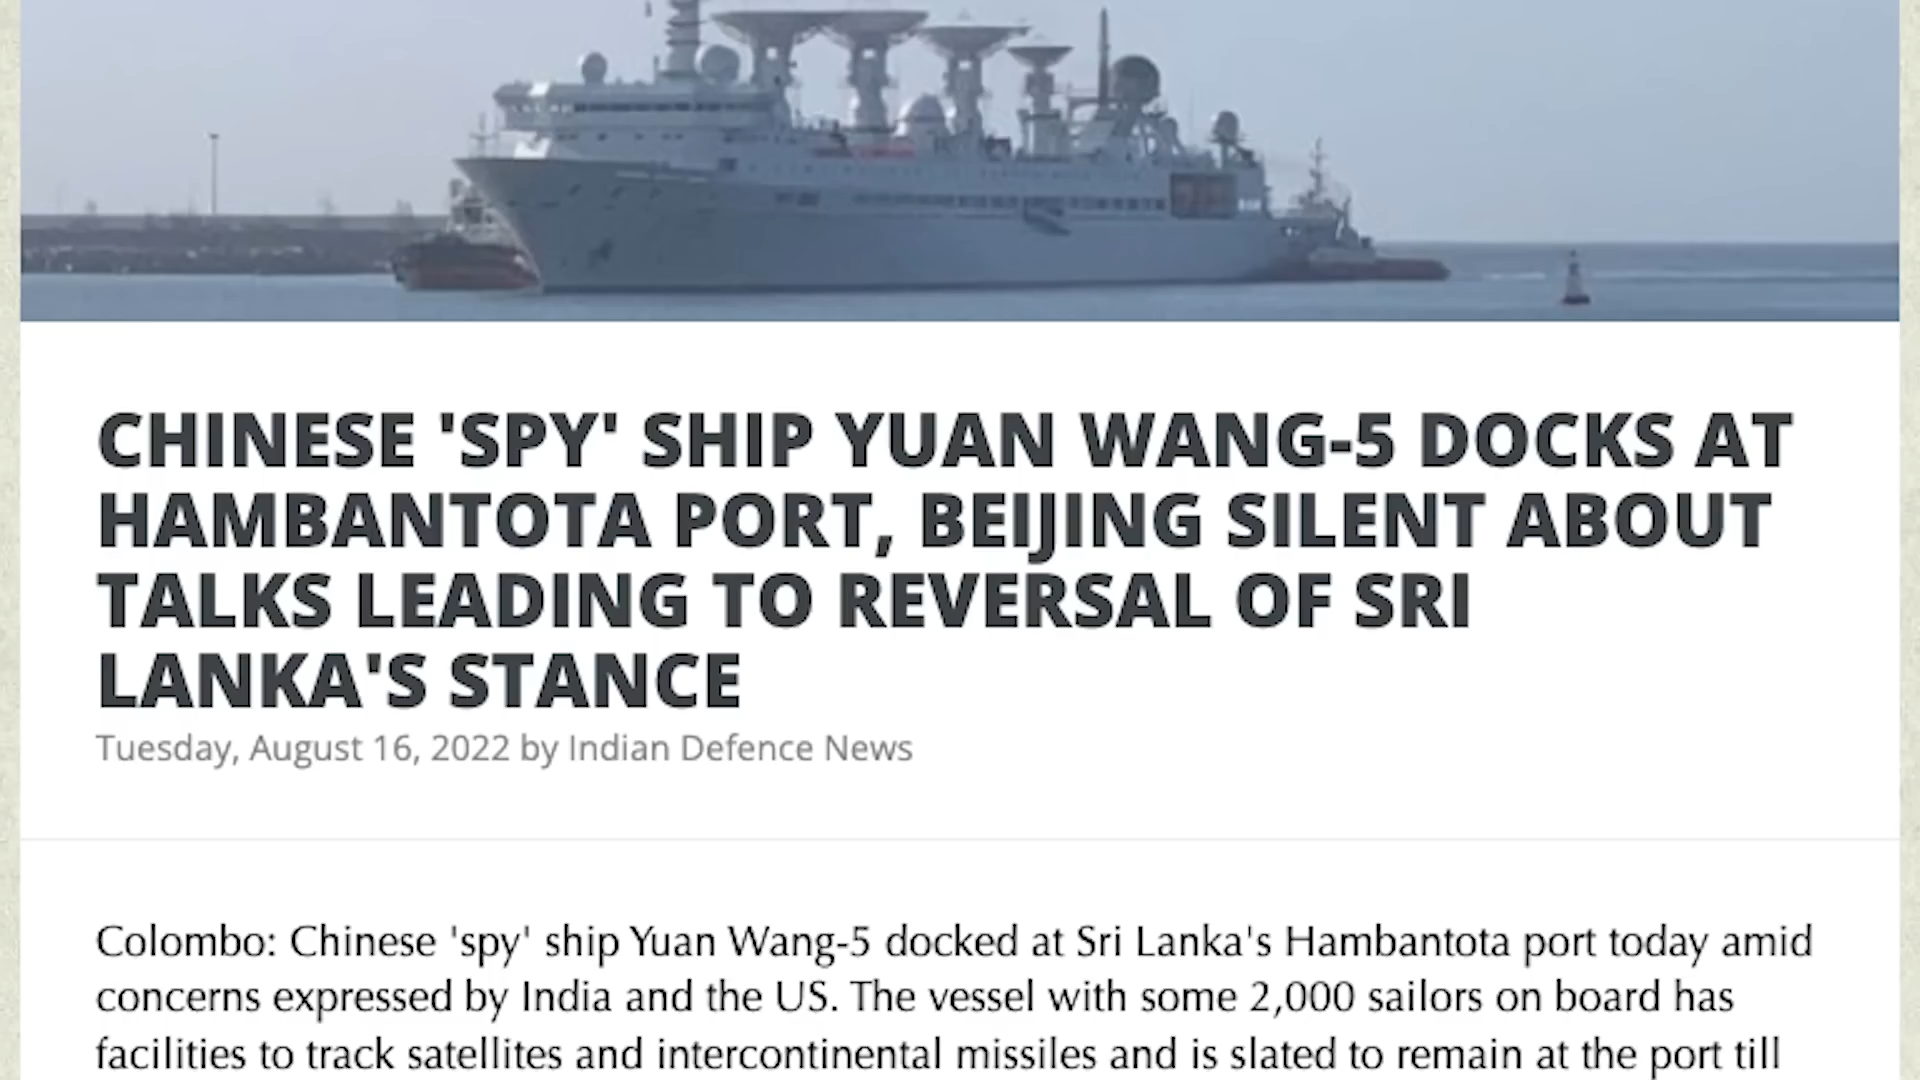 CHINESE 'SPY' SHIP YUAN WANG-5 DOCKS AT
HAMBANTOTA PORT, BEIJING SILENT ABOUT
TALKS LEADING TO REVERSAL OF SRI
LANKA'S STANCE
Tuesday, August 16, 2022 by Indian Defence News
Colombo: Chinese 'spy' ship Yuan Wang-5 docked at Sri Lanka's Hambantota port today amid
concerns expressed by India and the US. The vessel with some 2,000 sailors on board has
facilities to track satellites and intercontinental missiles and is slated to remain at the port till